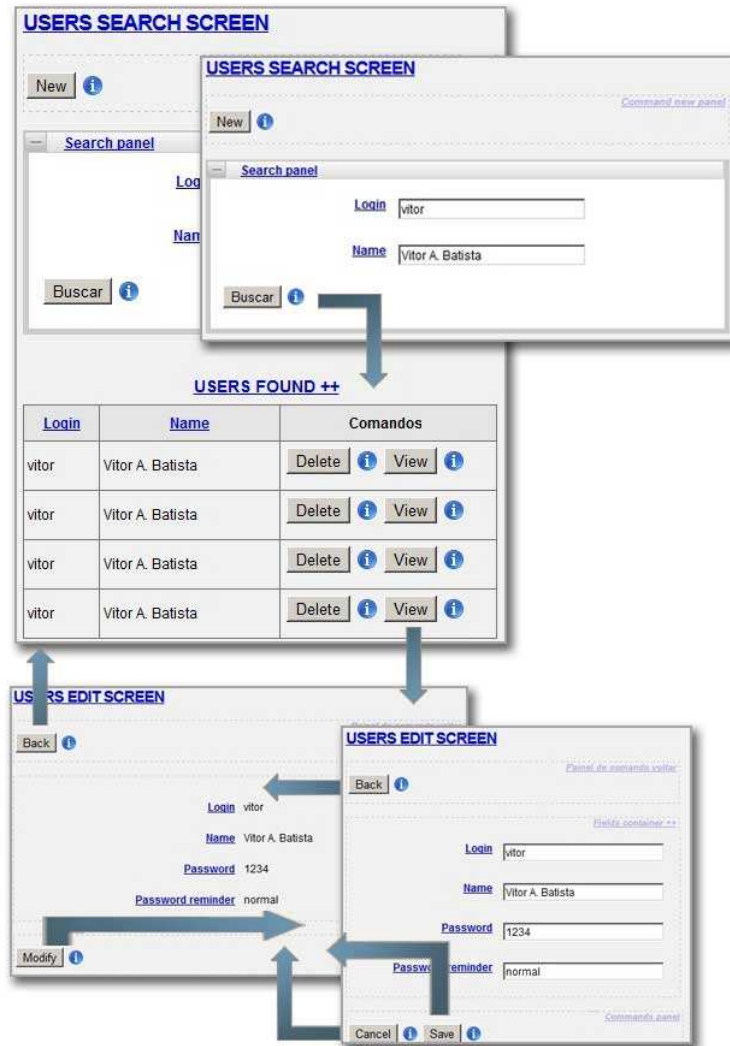 USERS SEARCH SCREEN
New
Search panel
Buscar
USERS SEARCH SCREEN
Command new panel
New
Search panel
Login vitor
Name Vitor A. Batista
Buscar
USERS FOUND ++
Login Name Comandos
vitor Vitor A. Batista Delete View
vitor Vitor A. Batista Delete View
vitor Vitor A. Batista Delete View
vitor Vitor A. Batista Delete View
USERS EDIT SCREEN
Back
Login vitor
Name Vitor A. Batista
Password 1234
Password reminder normal
Modify
USERS EDIT SCREEN
Painel de comando voltar
Back
Fields container ++
Login vitor
Name Vitor A. Batista
Password 1234
Password reminder normal
Commands panel
Cancel Save